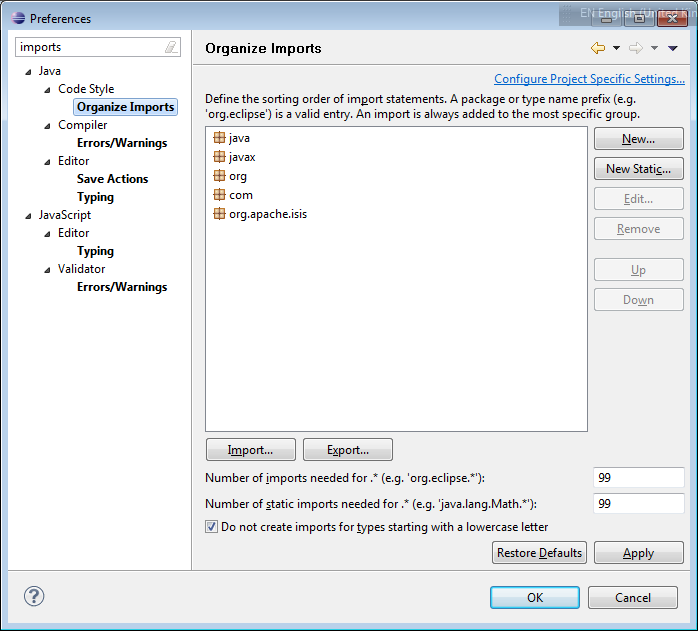 Preferences
EN English (United Kin
imports
Organize Imports
Java
Code Style
Organize Imports
Compiler
Errors/Warnings
Editor
Save Actions
Typing
JavaScript
Editor
Typing
Validator
Errors/Warnings
Configure Project Specific Settings...
Define the sorting order of import statements. A package or type name prefix (e.g.
'org.eclipse') is a valid entry. An import is always added to the most specific group.
java
javax
org
com
org.apache.isis
New...
New Static...
Edit...
Remove
Up
Down
Import...
Export...
Number of imports needed for .* (e.g. 'org.eclipse.*'):
99
Number of static imports needed for .* (e.g. 'java.lang.Math.*'):
99
Do not create imports for types starting with a lowercase letter
Restore Defaults
Apply
?
OK
Cancel